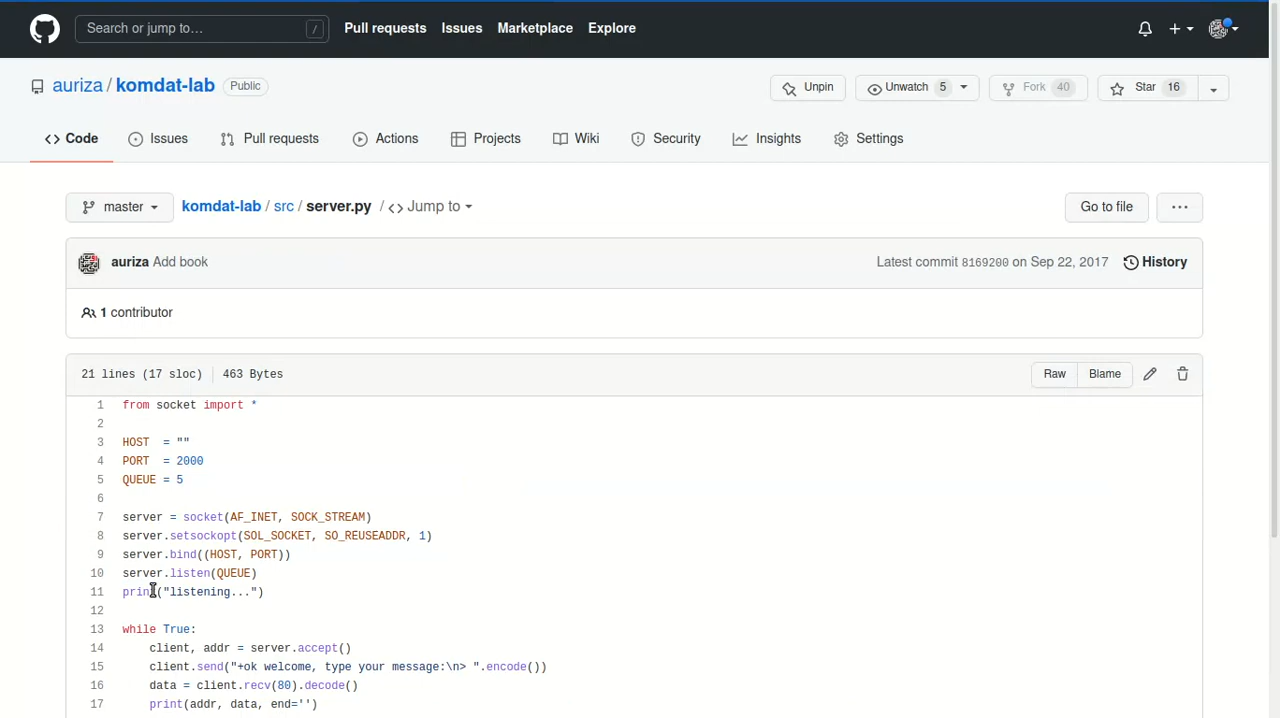 Search or jump to… / Pull requests Issues Marketplace Explore
auriza / komdat-lab Public Unpin Unwatch 5 Fork 40 Star 16
Code Issues Pull requests Actions Projects Wiki Security Insights Settings
master komdat-lab / src / server.py / Jump to Go to file ...
auriza Add book Latest commit 8169200 on Sep 22, 2017 History
1 contributor
21 lines (17 sloc) 463 Bytes Raw Blame
1 from socket import *
2
3 HOST  = ""
4 PORT  = 2000
5 QUEUE = 5
6
7 server = socket(AF_INET, SOCK_STREAM)
8 server.setsockopt(SOL_SOCKET, SO_REUSEADDR, 1)
9 server.bind((HOST, PORT))
10 server.listen(QUEUE)
11 print("listening...")
12
13 while True:
14     client, addr = server.accept()
15     client.send("+ok welcome, type your message:\n> ".encode())
16     data = client.recv(80).decode()
17     print(addr, data, end='')